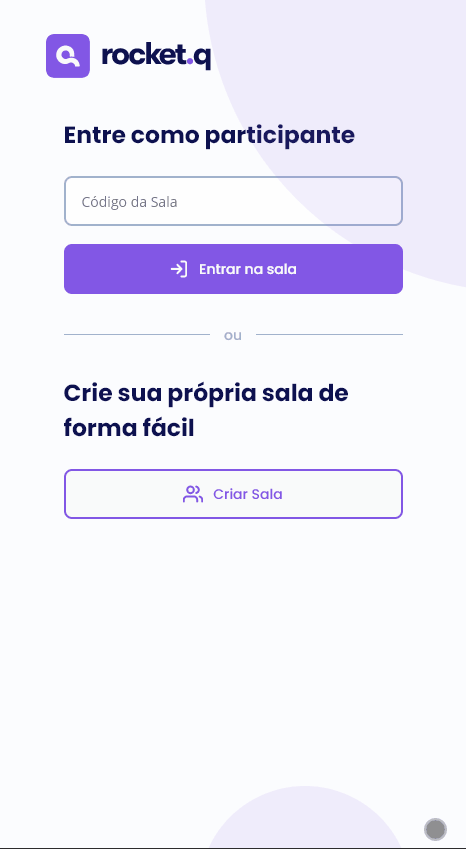 rocket.q
Entre como participante
Código da Sala
Entrar na sala
ou
Crie sua própria sala de
forma fácil
Criar Sala